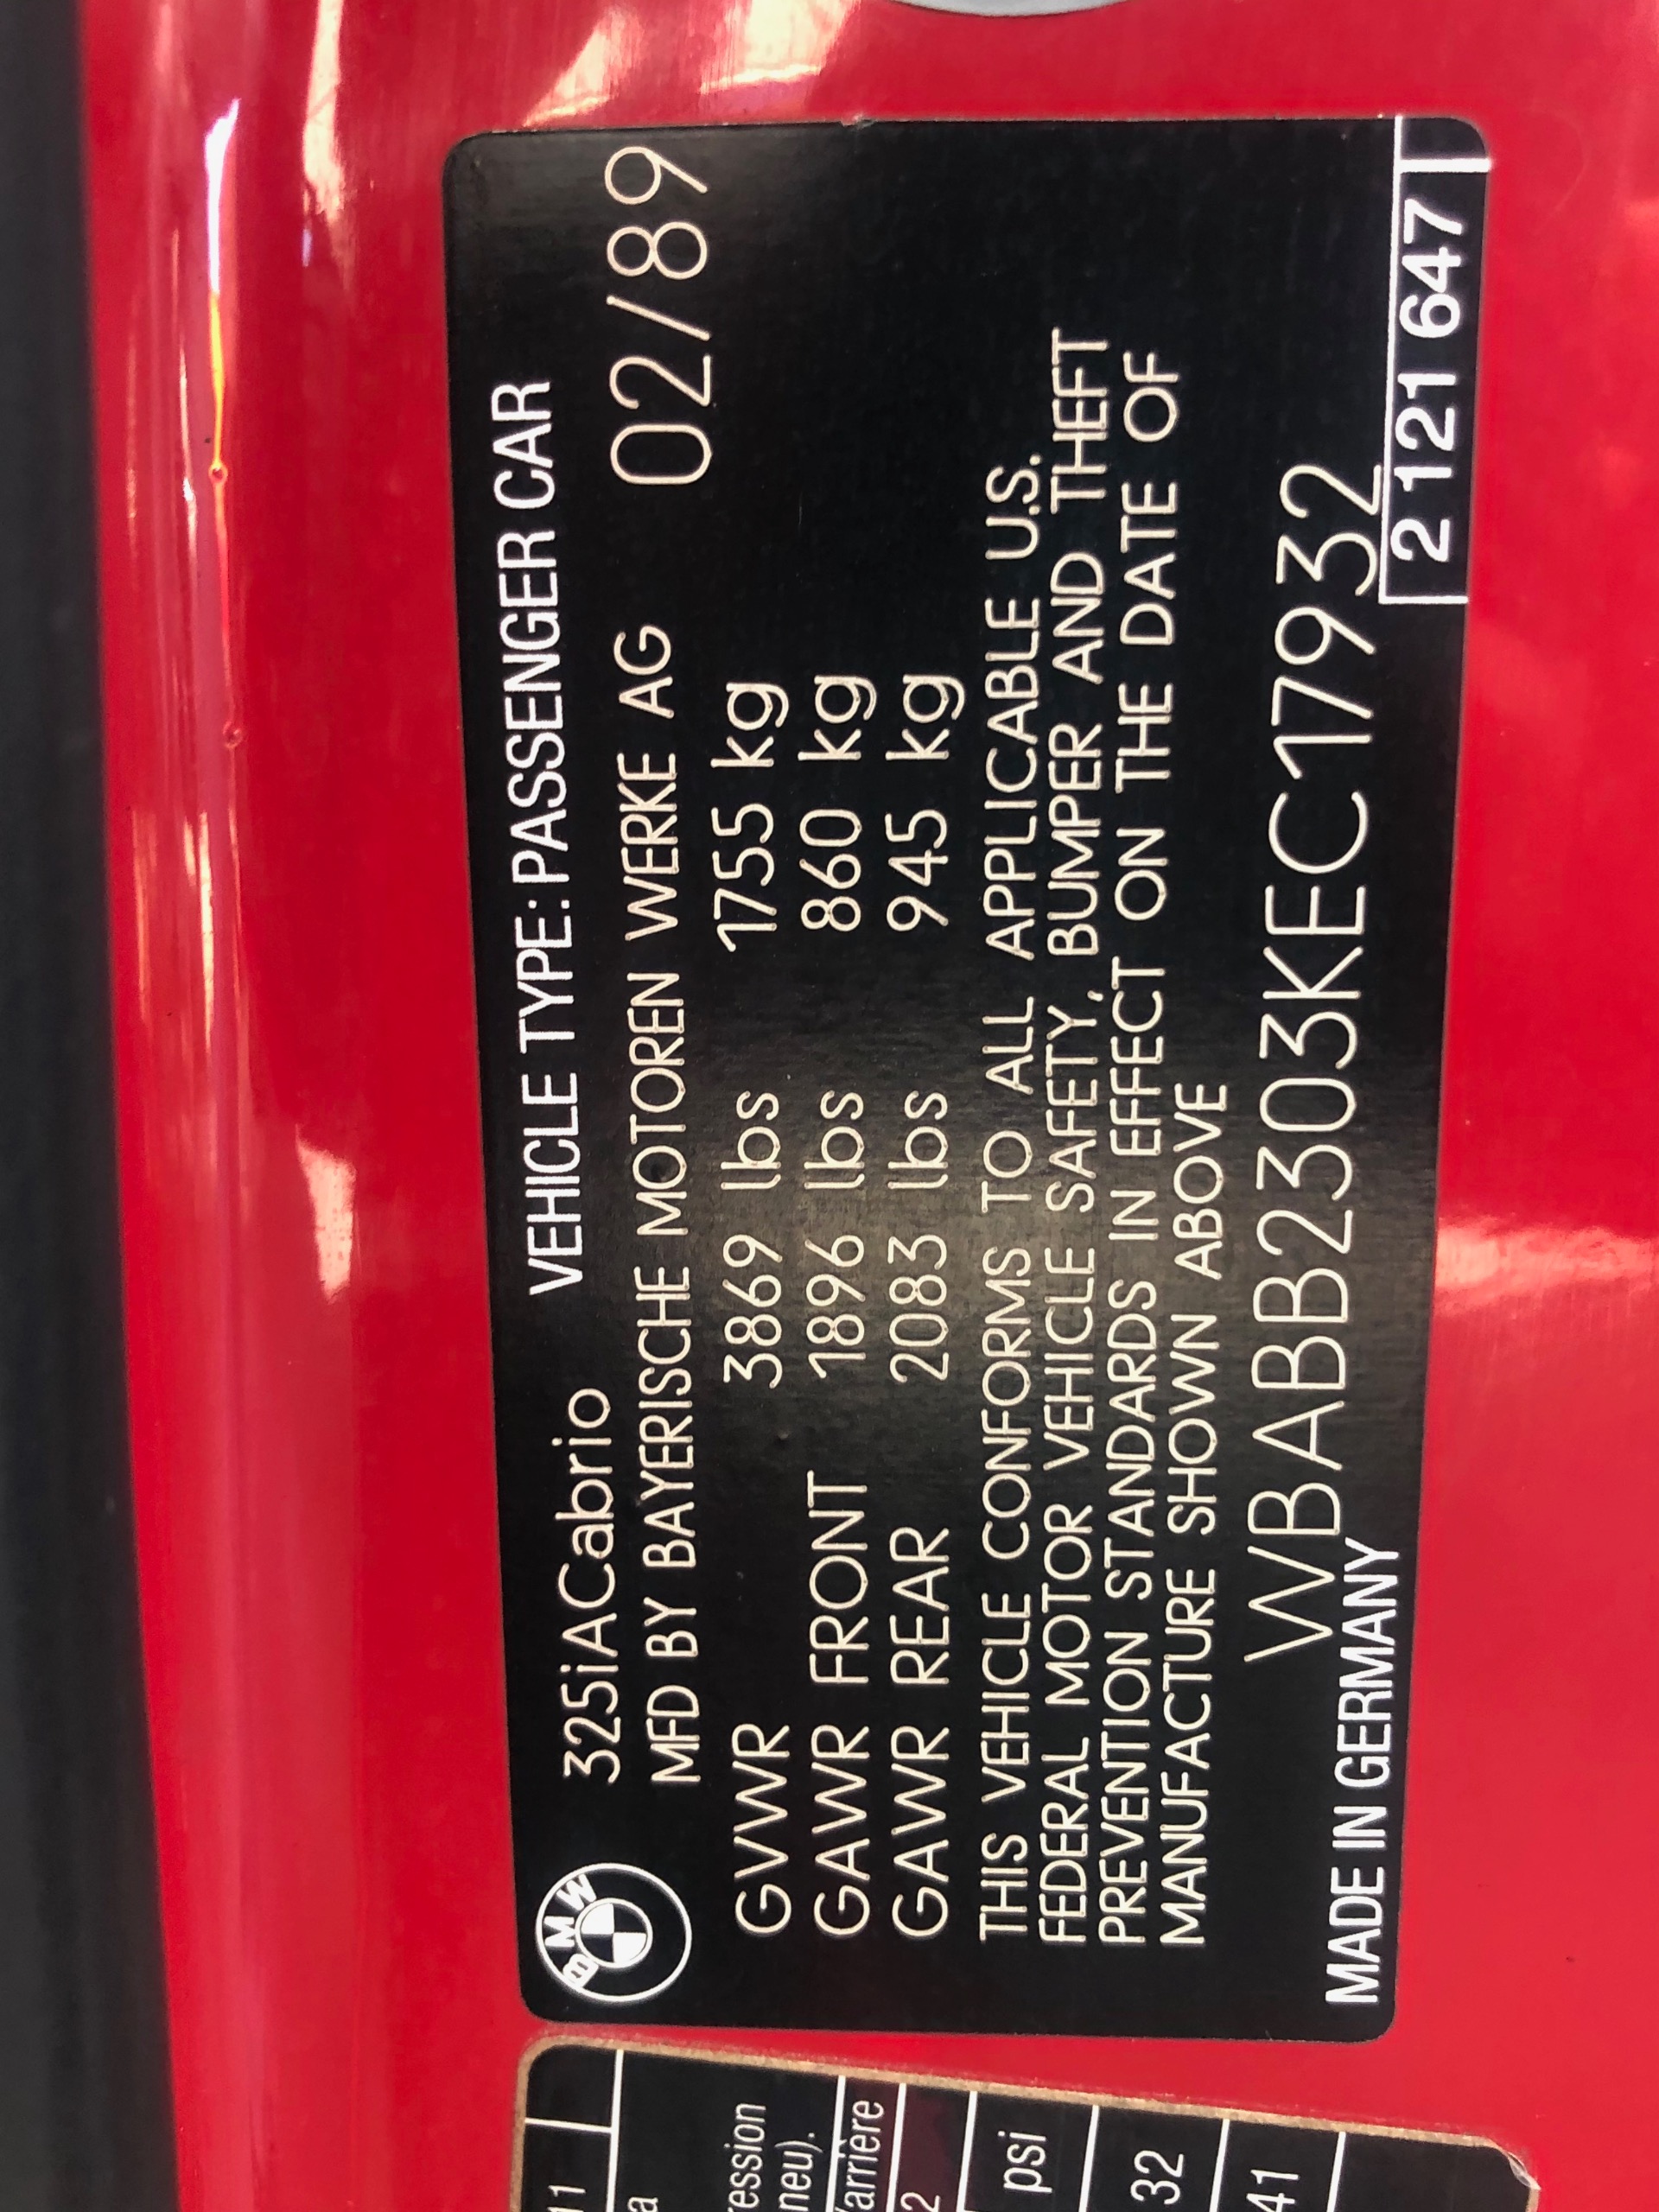 BMW
325iACabrio VEHICLE TYPE: PASSENGER CAR
MFD BY BAYERISCHE MOTOREN WERKE AG 02/89
GVWR 3869 lbs 1755 kg
GAWR FRONT 1896 lbs 860 kg
GAWR REAR 2083 lbs 945 kg
THIS VEHICLE CONFORMS TO ALL APPLICABLE U.S.
FEDERAL MOTOR VEHICLE SAFETY, BUMPER AND THEFT
PREVENTION STANDARDS IN EFFECT ON THE DATE OF
MANUFACTURE SHOWN ABOVE
WBABB2303KEC17932
MADE IN GERMANY
2 121 647
neu).
psi
32
41